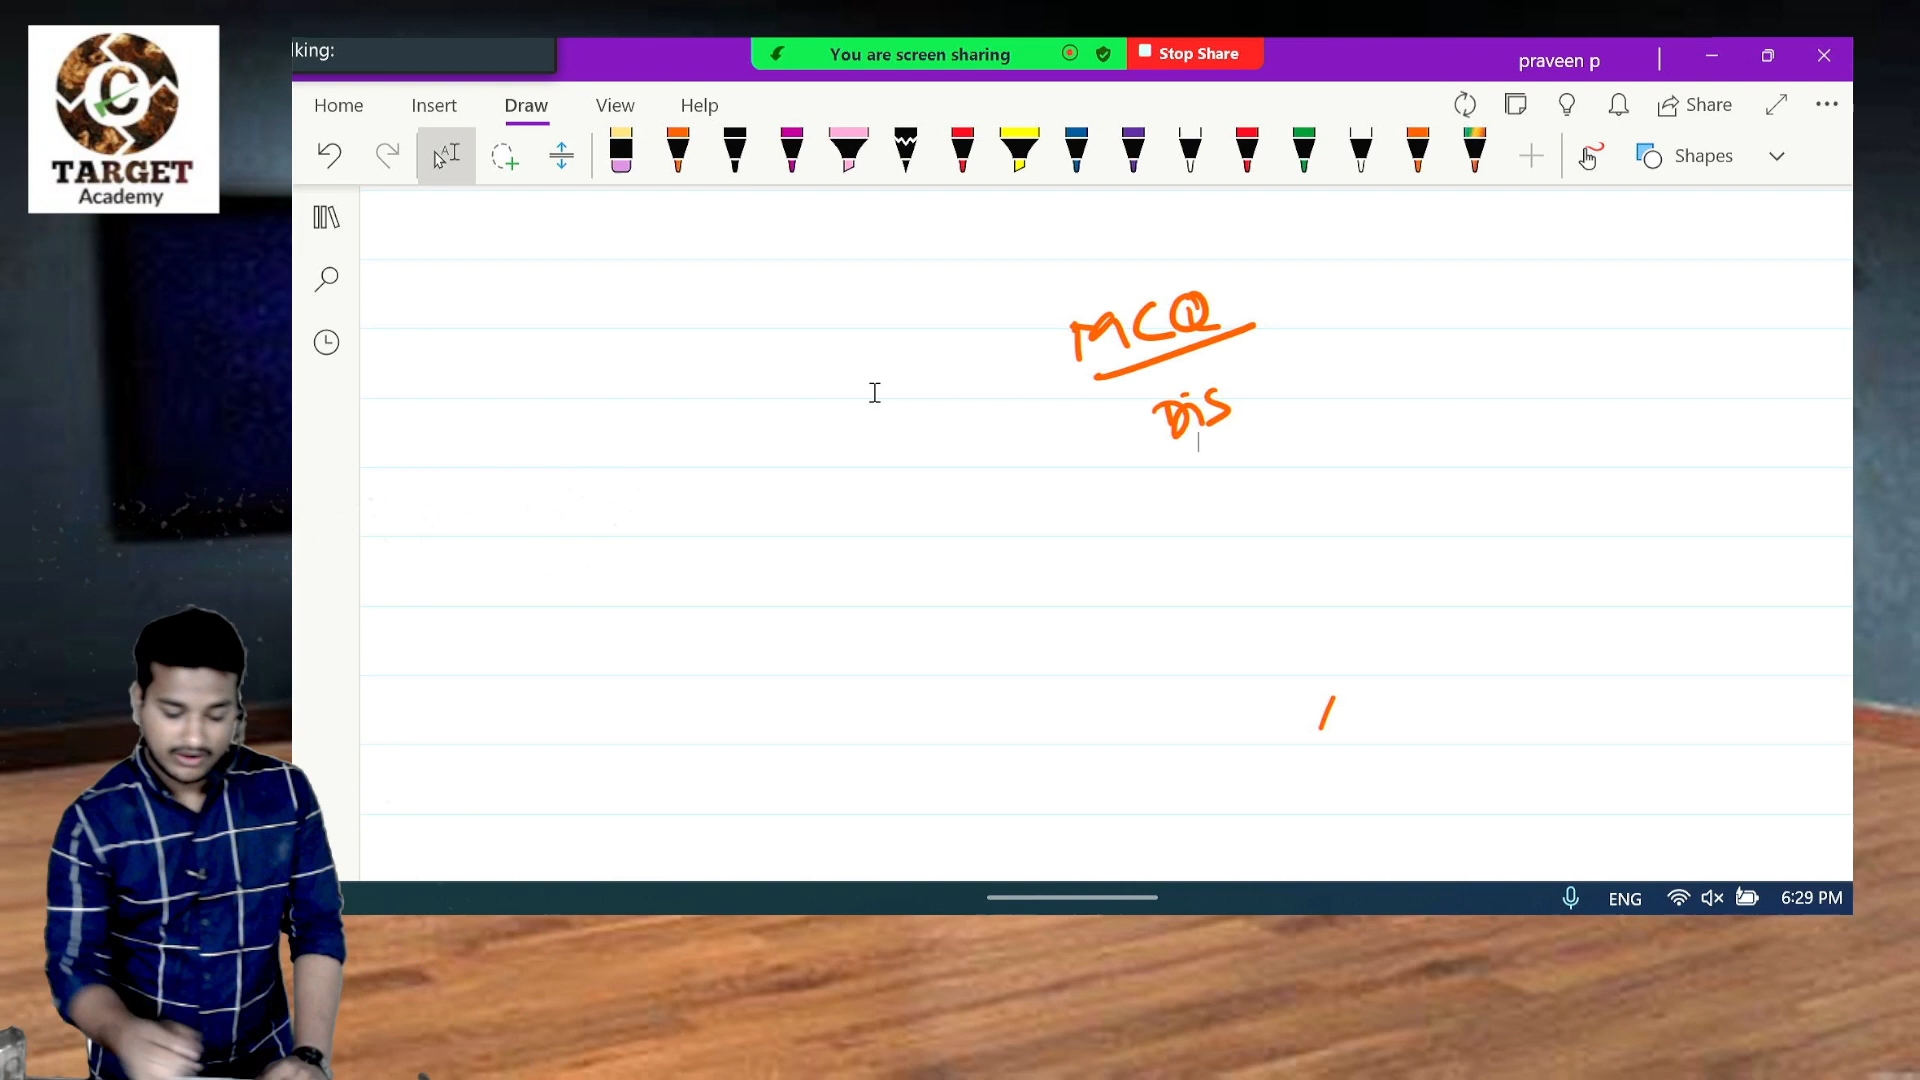 lking:
You are screen sharing
Stop Share
praveen p
Home Insert Draw View Help
Share
Shapes
TARGET
Academy
MCQ
Dis
ENG
6:29 PM